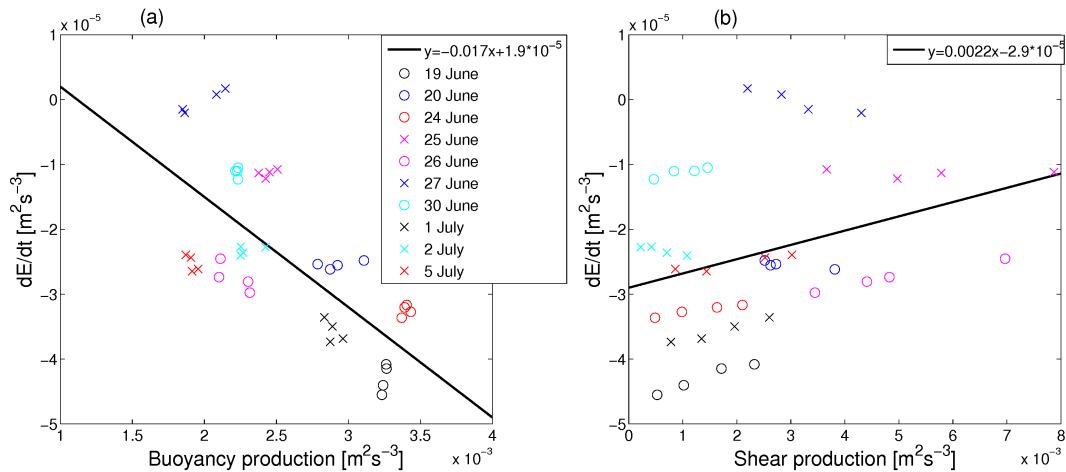 (a)
x 10⁻⁵
y=−0.017x+1.9*10⁻⁵
19 June
20 June
24 June
25 June
26 June
27 June
30 June
1 July
2 July
5 July
1
0
−1
−2
−3
−4
−5
dE/dt [m²s⁻³]
1 1.5 2 2.5 3 3.5 4
Buoyancy production [m²s⁻³]
x 10⁻³
(b)
x 10⁻⁵
y=0.0022x−2.9*10⁻⁵
1
0
−1
−2
−3
−4
−5
dE/dt [m²s⁻³]
0 1 2 3 4 5 6 7 8
Shear production [m²s⁻³]
x 10⁻³